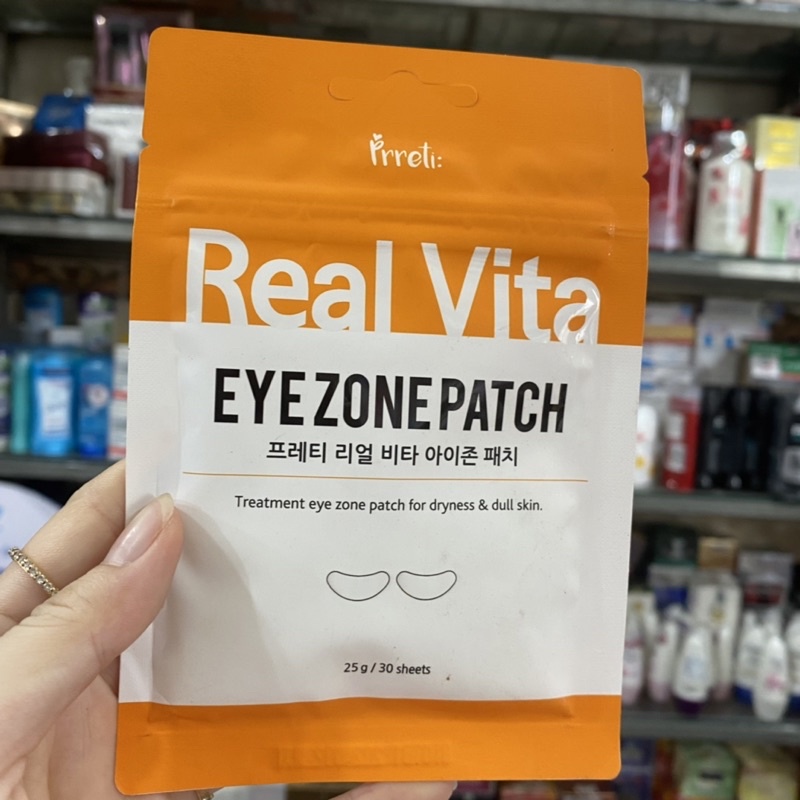 Prreti:
Real Vita
EYE ZONE PATCH
프레티 리얼 비타 아이존 패치
Treatment eye zone patch for dryness & dull skin.
25 g / 30 sheets